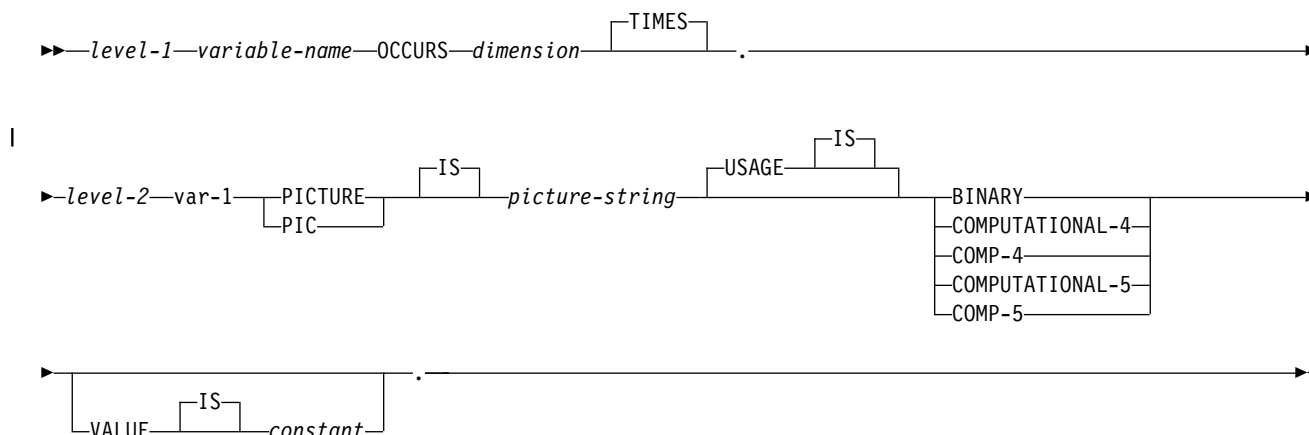 TIMES
level-1 variable-name OCCURS dimension .
IS IS
USAGE
level-2 var-1 PICTURE picture-string BINARY
PIC COMPUTATIONAL-4
COMP-4
COMPUTATIONAL-5
COMP-5
.
IS
VALUE constant